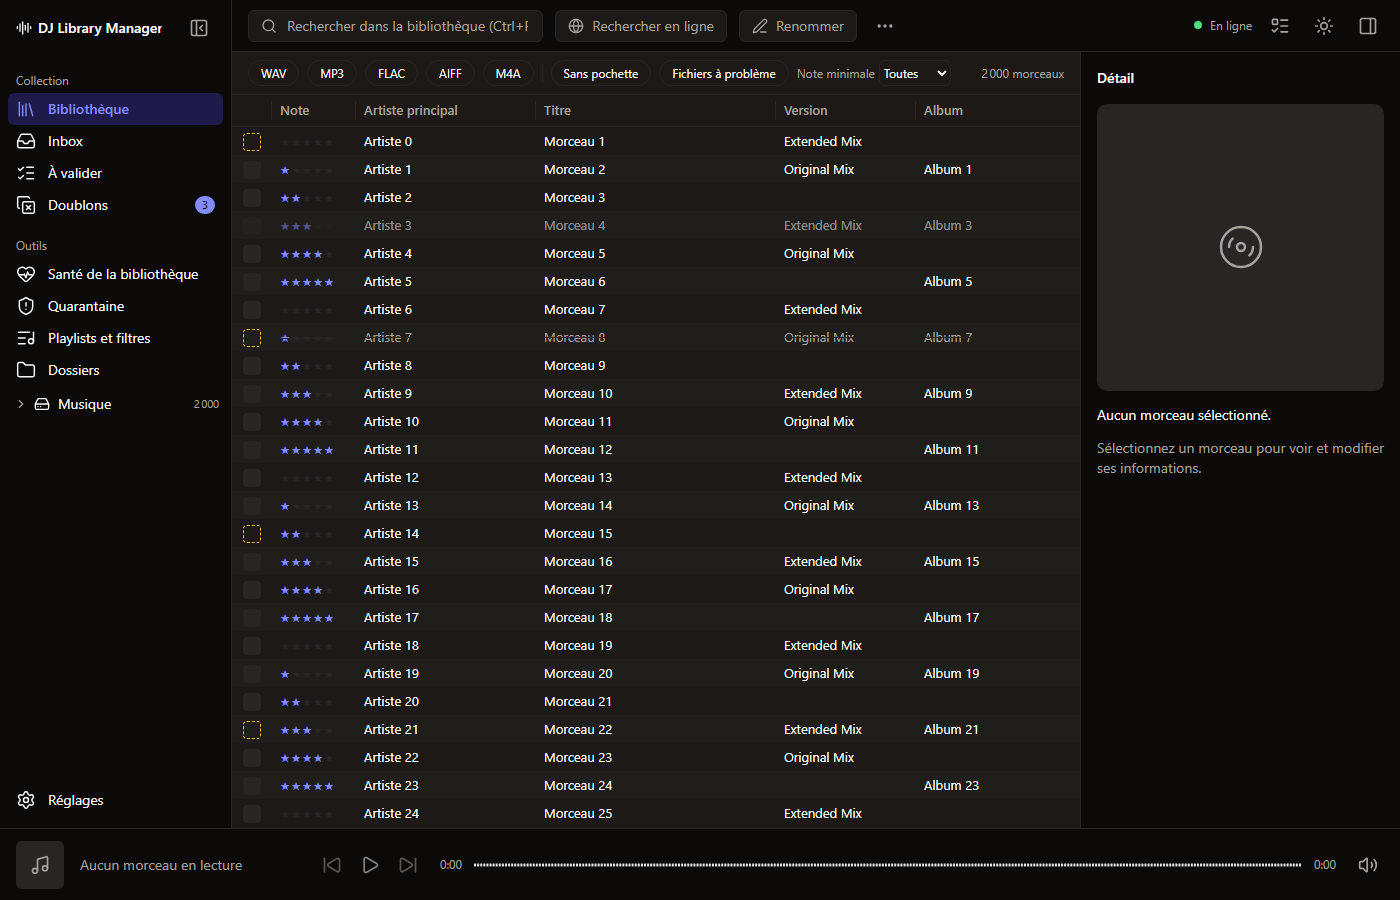 DJ Library Manager
Rechercher dans la bibliothèque (Ctrl+F
Rechercher en ligne
Renommer
En ligne
Collection
Bibliothèque
Inbox
À valider
Doublons 3
Outils
Santé de la bibliothèque
Quarantaine
Playlists et filtres
Dossiers
Musique 2 000
Réglages
WAV MP3 FLAC AIFF M4A Sans pochette Fichiers à problème Note minimale Toutes 2 000 morceaux
Note Artiste principal Titre Version Album
Artiste 0 Morceau 1 Extended Mix
Artiste 1 Morceau 2 Original Mix Album 1
Artiste 2 Morceau 3
Artiste 3 Morceau 4 Extended Mix Album 3
Artiste 4 Morceau 5 Original Mix
Artiste 5 Morceau 6 Album 5
Artiste 6 Morceau 7 Extended Mix
Artiste 7 Morceau 8 Original Mix Album 7
Artiste 8 Morceau 9
Artiste 9 Morceau 10 Extended Mix Album 9
Artiste 10 Morceau 11 Original Mix
Artiste 11 Morceau 12 Album 11
Artiste 12 Morceau 13 Extended Mix
Artiste 13 Morceau 14 Original Mix Album 13
Artiste 14 Morceau 15
Artiste 15 Morceau 16 Extended Mix Album 15
Artiste 16 Morceau 17 Original Mix
Artiste 17 Morceau 18 Album 17
Artiste 18 Morceau 19 Extended Mix
Artiste 19 Morceau 20 Original Mix Album 19
Artiste 20 Morceau 21
Artiste 21 Morceau 22 Extended Mix Album 21
Artiste 22 Morceau 23 Original Mix
Artiste 23 Morceau 24 Album 23
Artiste 24 Morceau 25 Extended Mix
Détail
Aucun morceau sélectionné.
Sélectionnez un morceau pour voir et modifier
ses informations.
Aucun morceau en lecture
0:00
0:00